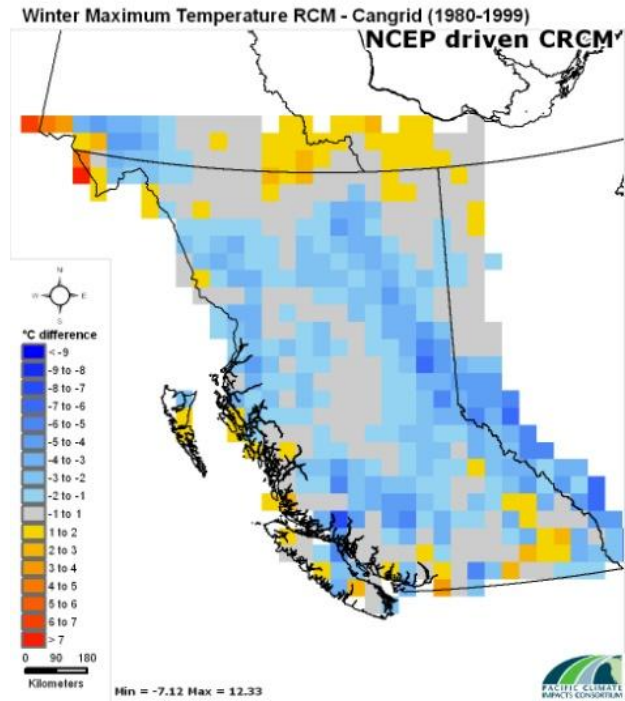 Winter Maximum Temperature RCM - Cangrid (1980-1999)
NCEP driven CRCM
N
W E
S
°C difference
< -9
-9 to -8
-8 to -7
-7 to -6
-6 to -5
-5 to -4
-4 to -3
-3 to -2
-2 to -1
-1 to 1
1 to 2
2 to 3
3 to 4
4 to 5
5 to 6
6 to 7
> 7
0 90 180
Kilometers
Min = -7.12 Max = 12.33
PACIFIC CLIMATE
IMPACTS CONSORTIUM